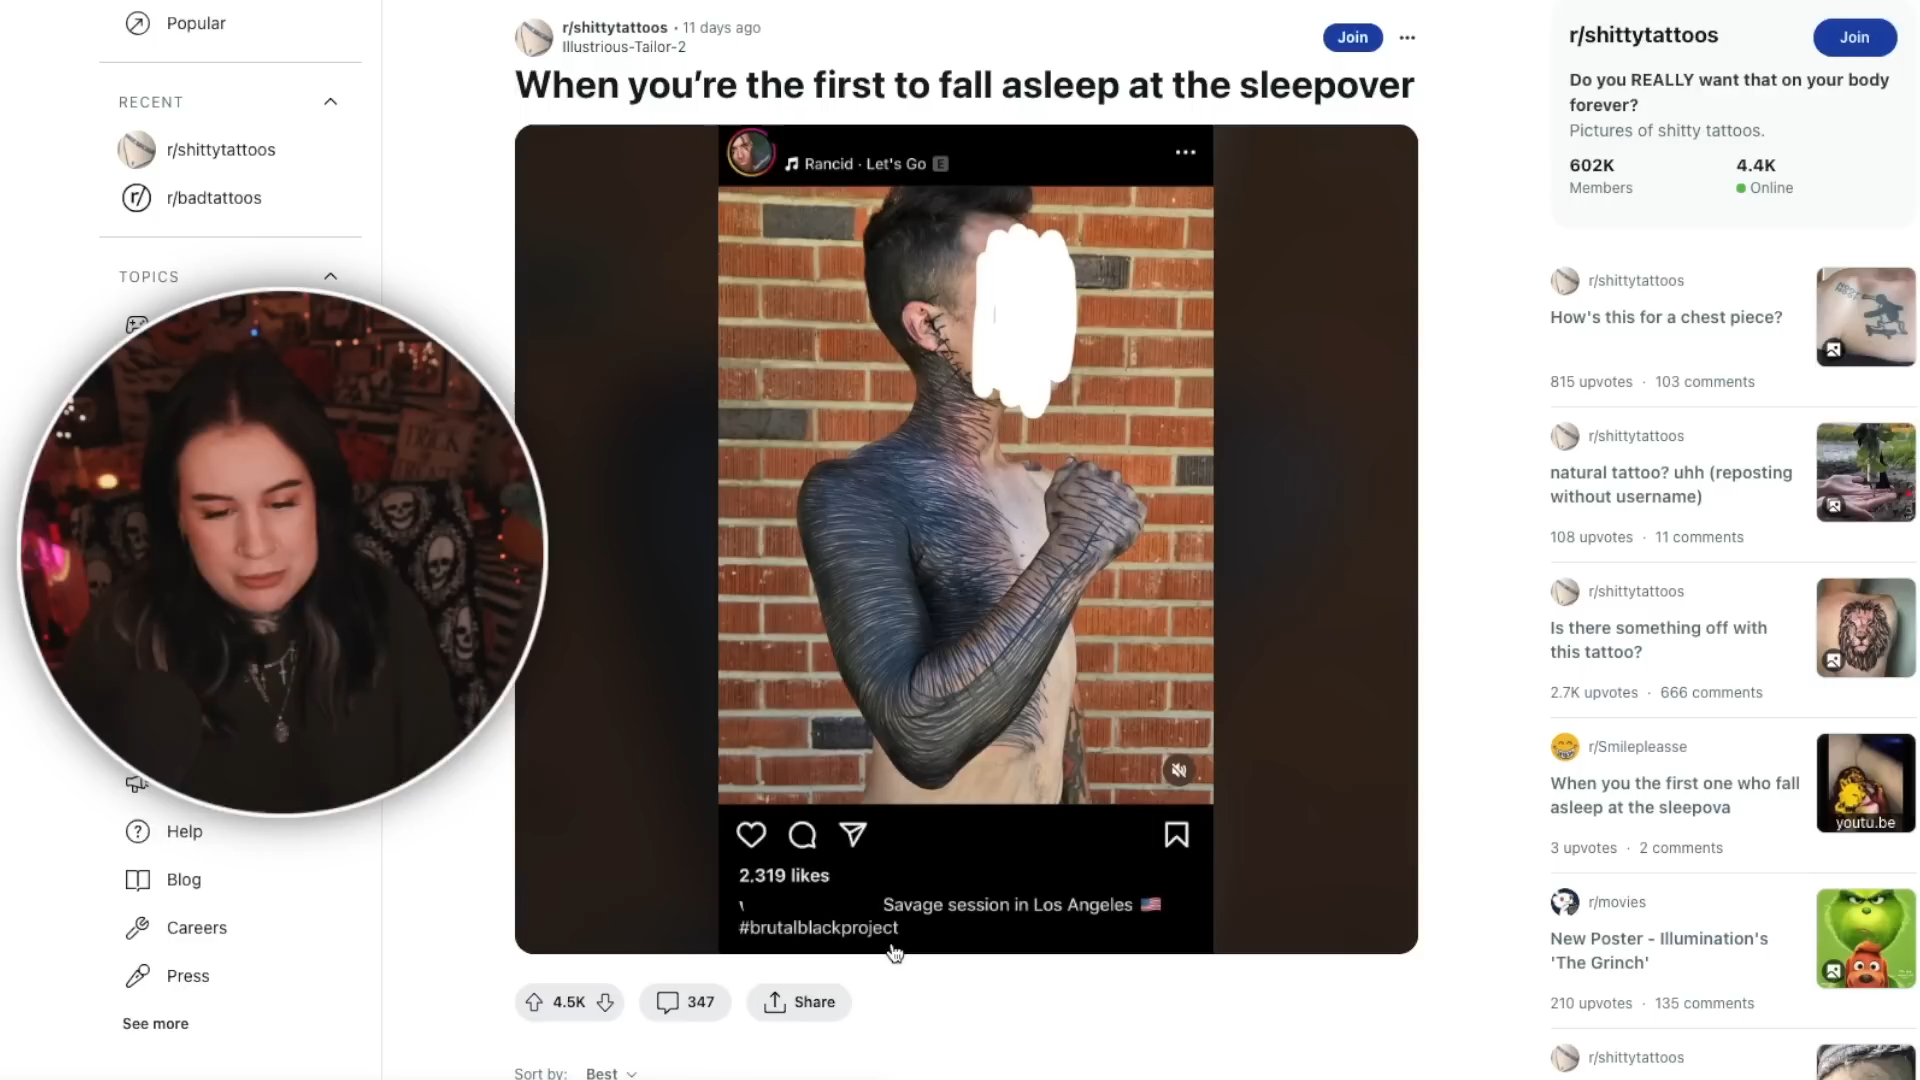 Popular
RECENT
r/shittytattoos
r/badtattoos
TOPICS
Help
Blog
Careers
Press
See more
r/shittytattoos · 11 days ago
Illustrious-Tailor-2
Join
When you're the first to fall asleep at the sleepover
Rancid · Let's Go E
2,319 likes
Savage session in Los Angeles 🇺🇸
#brutalblackproject
4.5K
347
Share
Sort by: Best
r/shittytattoos
Join
Do you REALLY want that on your body
forever?
Pictures of shitty tattoos.
602K
4.4K
Members
Online
r/shittytattoos
How's this for a chest piece?
815 upvotes · 103 comments
r/shittytattoos
natural tattoo? uhh (reposting
without username)
108 upvotes · 11 comments
r/shittytattoos
Is there something off with
this tattoo?
2.7K upvotes · 666 comments
r/Smilepleasse
When you the first one who fall
asleep at the sleepova
youtu.be
3 upvotes · 2 comments
r/movies
New Poster - Illumination's
'The Grinch'
210 upvotes · 135 comments
r/shittytattoos